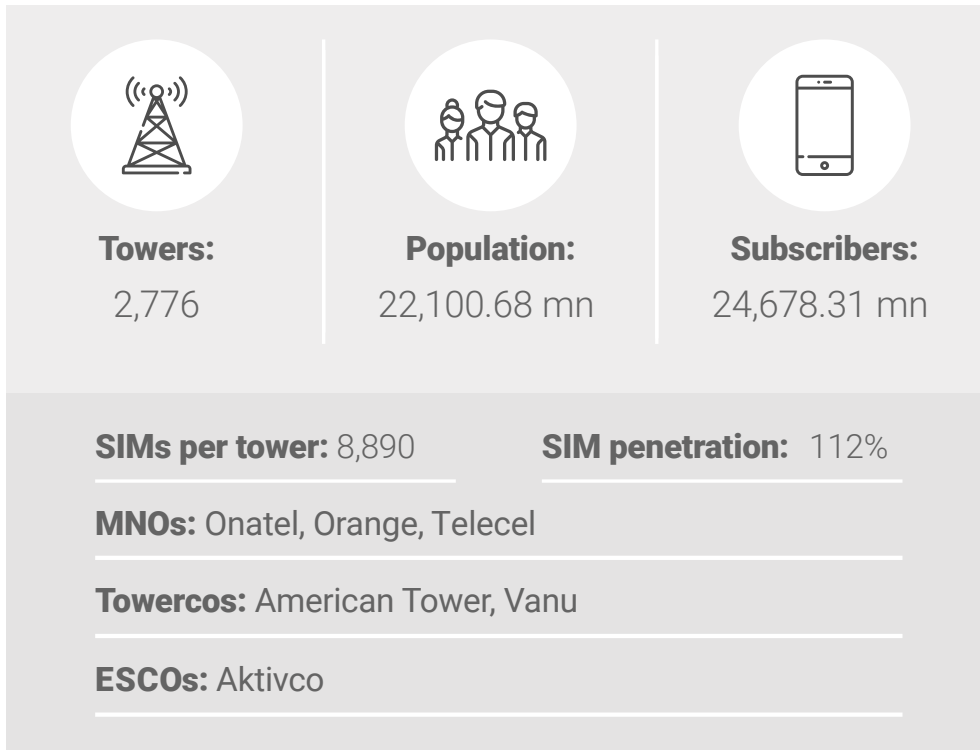 Towers:
2,776
Population:
22,100.68 mn
Subscribers:
24,678.31 mn
SIMs per tower: 8,890
SIM penetration: 112%
MNOs: Onatel, Orange, Telecel
Towercos: American Tower, Vanu
ESCOs: Aktivco